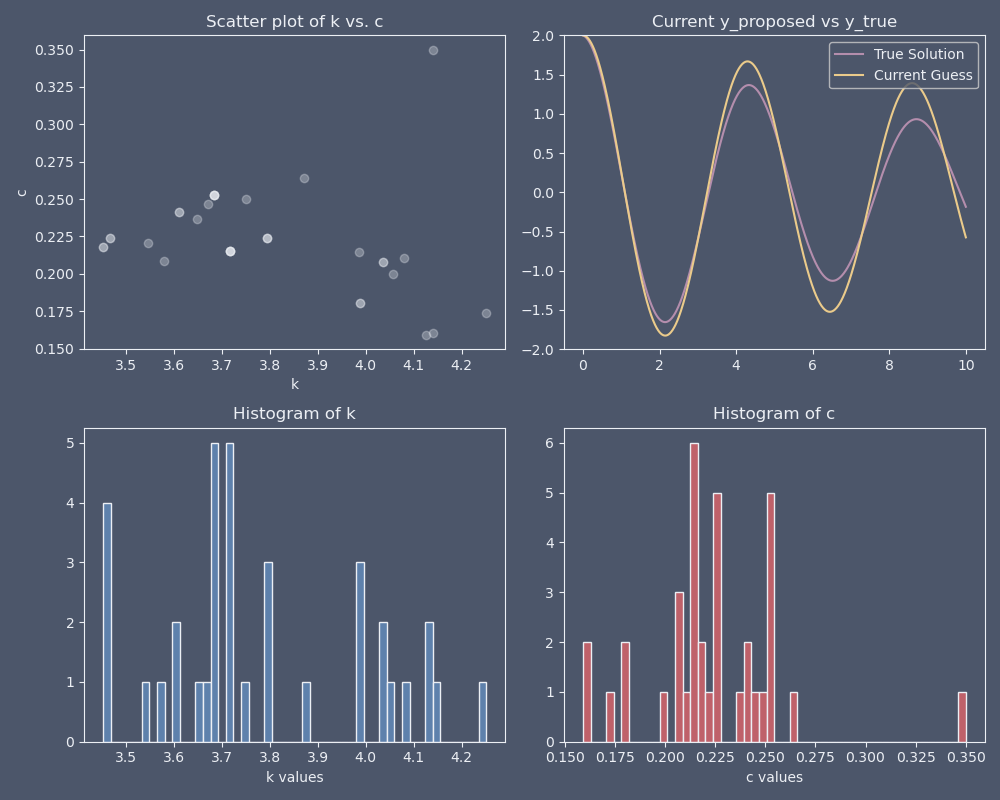 Scatter plot of k vs. c
0.350
0.325
0.300
0.275
0.250
0.225
0.200
0.175
0.150
c
3.5 3.6 3.7 3.8 3.9 4.0 4.1 4.2
k
Current y_proposed vs y_true
True Solution
Current Guess
2.0
1.5
1.0
0.5
0.0
−0.5
−1.0
−1.5
−2.0
0 2 4 6 8 10
Histogram of k
5
4
3
2
1
0
3.5 3.6 3.7 3.8 3.9 4.0 4.1 4.2
k values
Histogram of c
6
5
4
3
2
1
0
0.150 0.175 0.200 0.225 0.250 0.275 0.300 0.325 0.350
c values